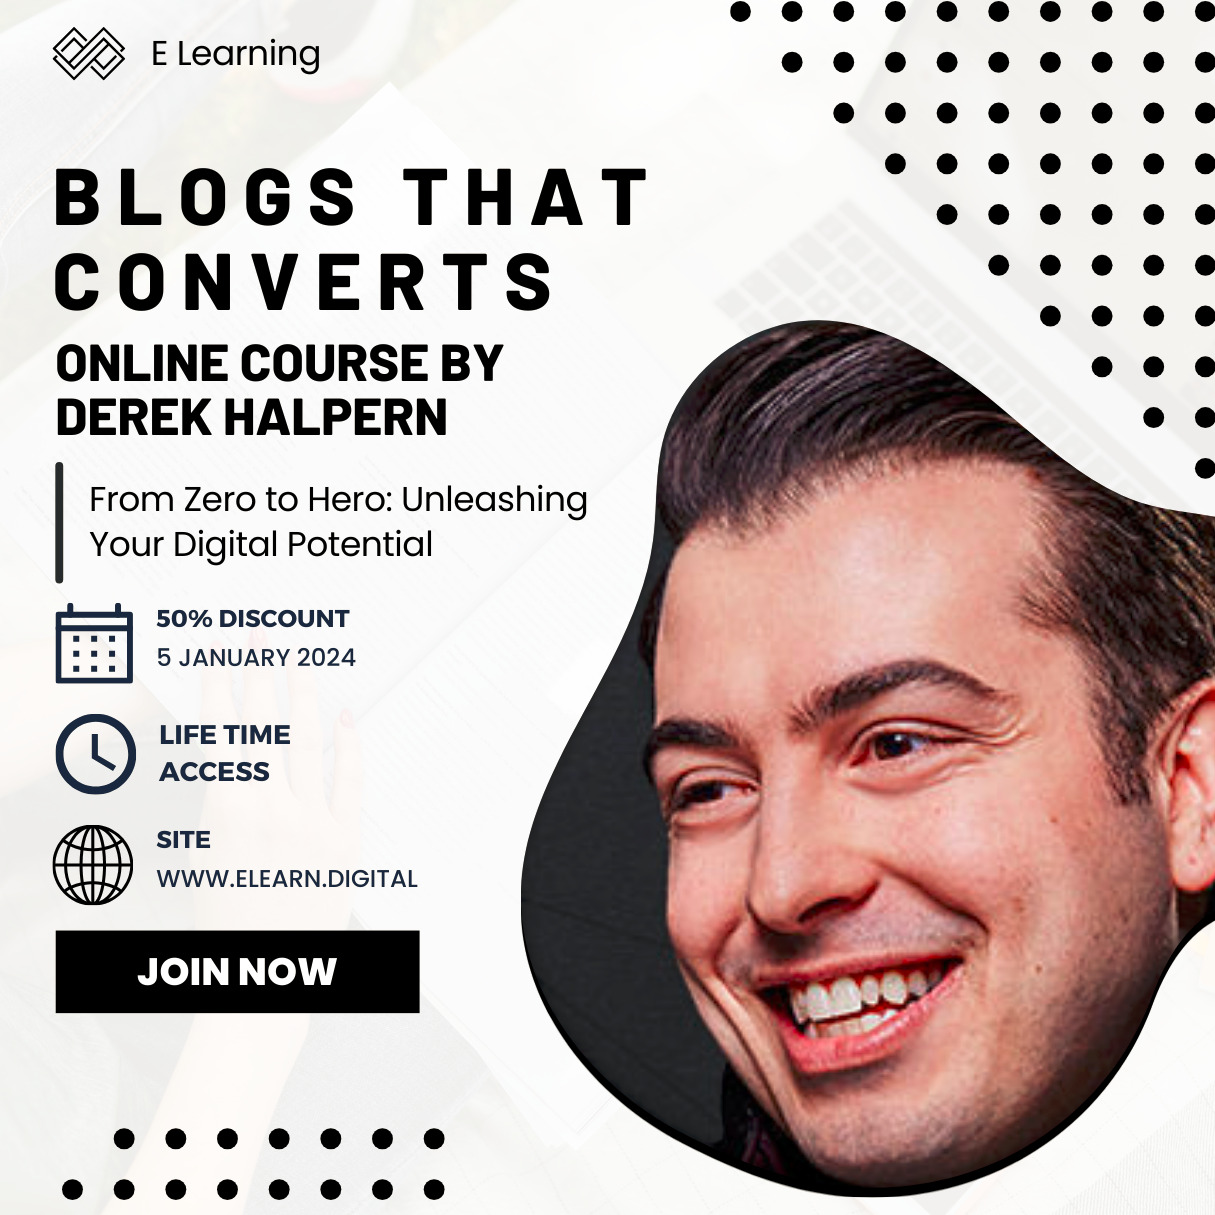 E Learning
BLOGS THAT
CONVERTS
ONLINE COURSE BY
DEREK HALPERN
From Zero to Hero: Unleashing
Your Digital Potential
50% DISCOUNT
5 JANUARY 2024
LIFE TIME
ACCESS
SITE
WWW.ELEARN.DIGITAL
JOIN NOW